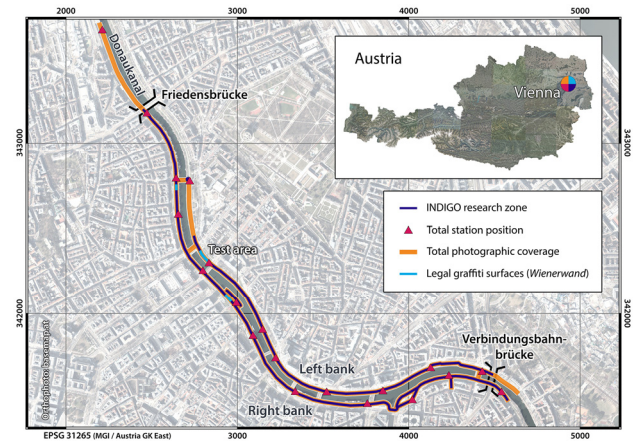 2000
3000
4000
5000
Donaukanal
Friedensbrücke
Austria
Vienna
343000
343000
INDIGO research zone
Total station position
Total photographic coverage
Legal graffiti surfaces (Wienerwand)
Test area
342000
342000
Verbindungsbahn-
brücke
Left bank
Right bank
Orthophoto: basemap.at
EPSG 31265 (MGI / Austria GK East)
3000
4000
5000